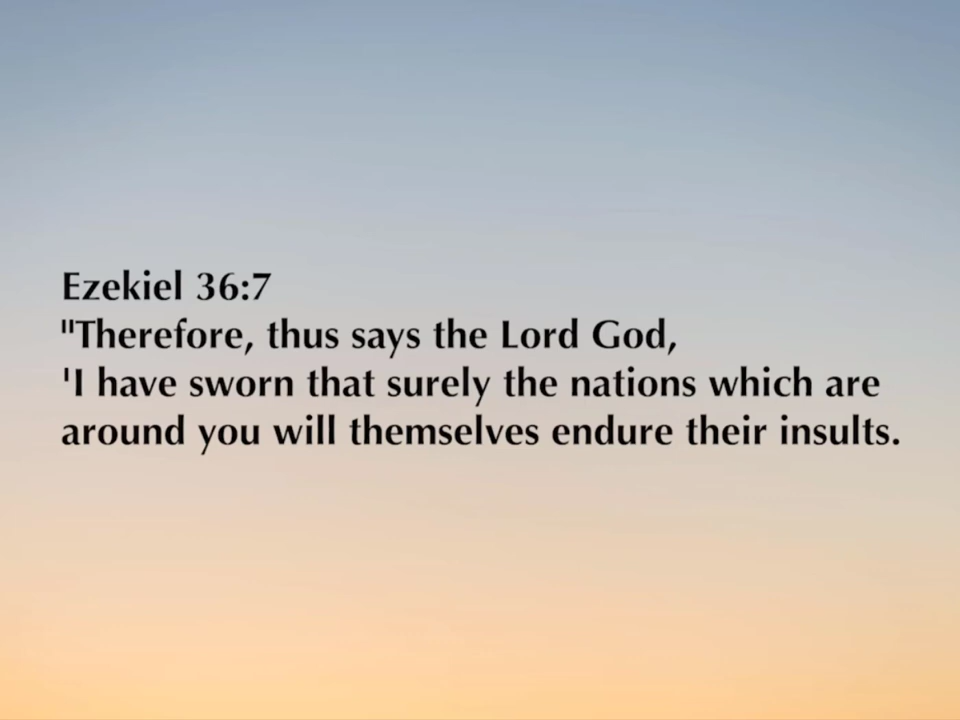 Ezekiel 36:7
"Therefore, thus says the Lord God,
'I have sworn that surely the nations which are
around you will themselves endure their insults.